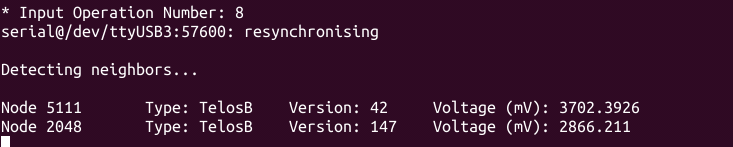 * Input Operation Number: 8
serial@/dev/ttyUSB3:57600: resynchronising
Detecting neighbors...
Node 5111 Type: TelosB Version: 42 Voltage (mV): 3702.3926
Node 2048 Type: TelosB Version: 147 Voltage (mV): 2866.211